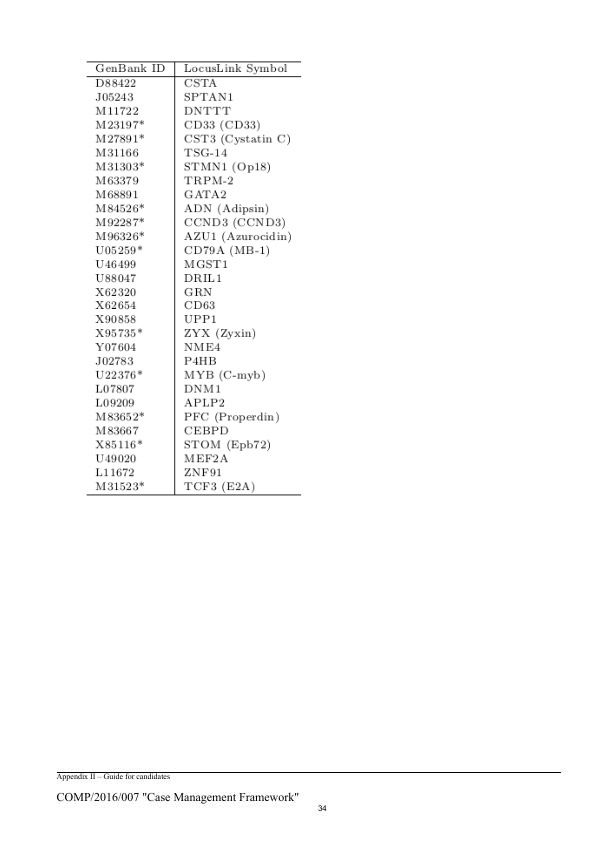 GenBank ID LocusLink Symbol
D88422 CSTA
J05243 SPTAN1
M11722 DNTTT
M23197* CD33 (CD33)
M27891* CST3 (Cystatin C)
M31166 TSG-14
M31303* STMN1 (Op18)
M63379 TRPM-2
M68891 GATA2
M84526* ADN (Adipsin)
M92287* CCND3 (CCND3)
M96326* AZU1 (Azurocidin)
U05259* CD79A (MB-1)
U46499 MGST1
U88047 DRIL1
X62320 GRN
X62654 CD63
X90858 UPP1
X95735* ZYX (Zyxin)
Y07604 NME4
J02783 P4HB
U22376* MYB (C-myb)
L07807 DNM1
L09209 APLP2
M83652* PFC (Properdin)
M83667 CEBPD
X85116* STOM (Epb72)
U49020 MEF2A
L11672 ZNF91
M31523* TCF3 (E2A)
Appendix II – Guide for candidates
COMP/2016/007 "Case Management Framework"
34